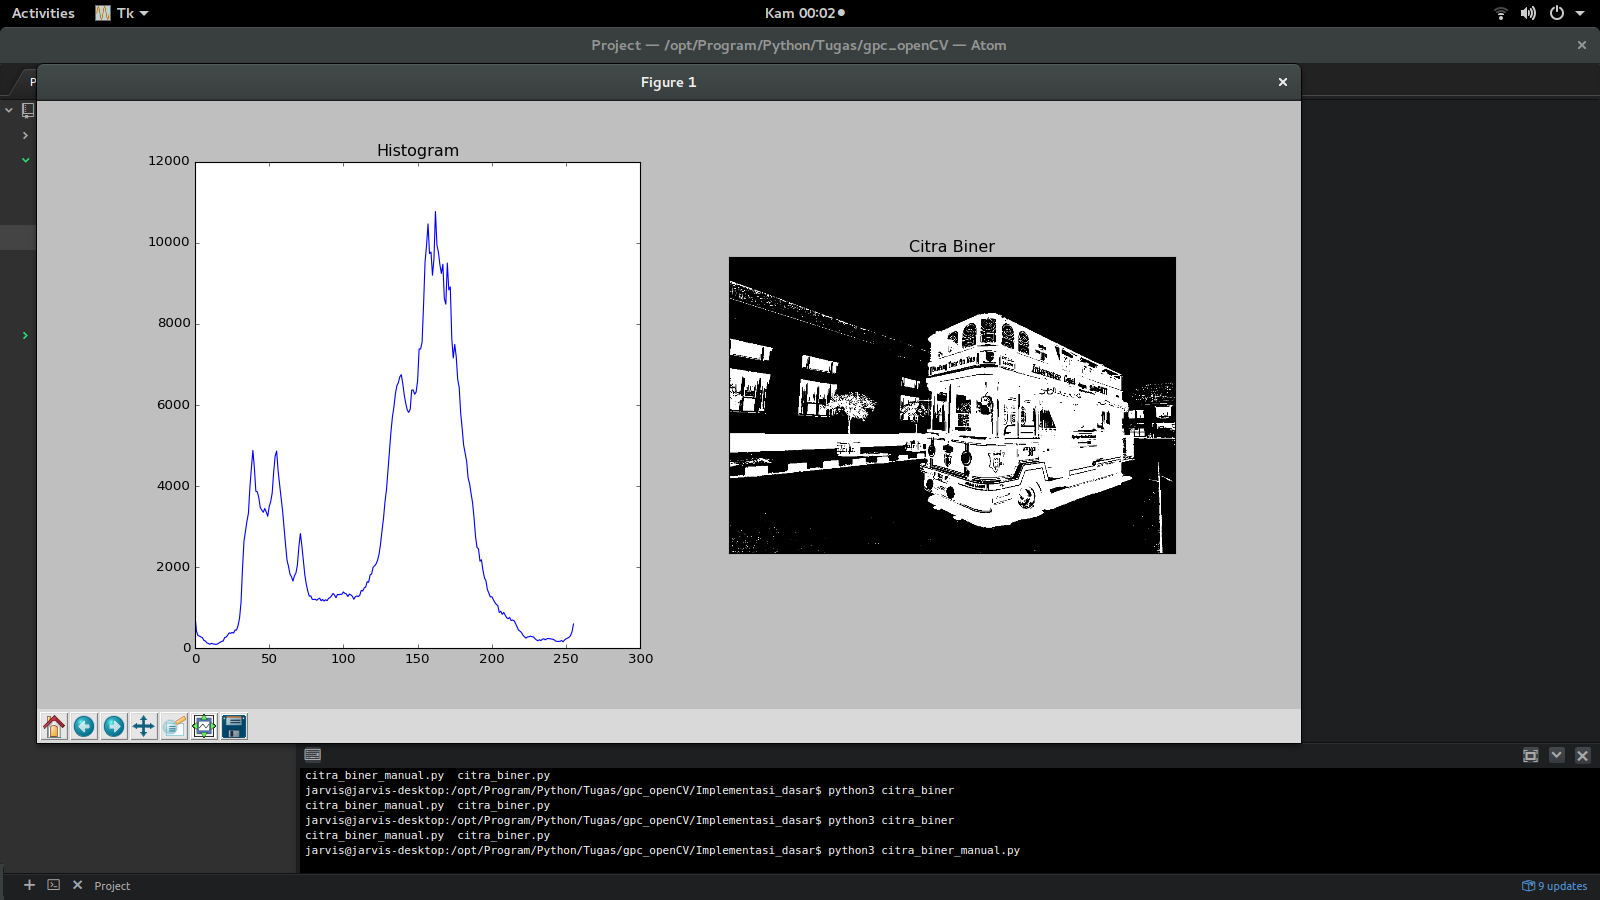 Activities Tk Kam 00:02
Project — /opt/Program/Python/Tugas/gpc_openCV — Atom
Figure 1
Histogram
12000
10000
8000
6000
4000
2000
0
0 50 100 150 200 250 300
Citra Biner
citra_biner_manual.py  citra_biner.py
jarvis@jarvis-desktop:/opt/Program/Python/Tugas/gpc_openCV/Implementasi_dasar$ python3 citra_biner
citra_biner_manual.py  citra_biner.py
jarvis@jarvis-desktop:/opt/Program/Python/Tugas/gpc_openCV/Implementasi_dasar$ python3 citra_biner
citra_biner_manual.py  citra_biner.py
jarvis@jarvis-desktop:/opt/Program/Python/Tugas/gpc_openCV/Implementasi_dasar$ python3 citra_biner_manual.py
Project
9 updates